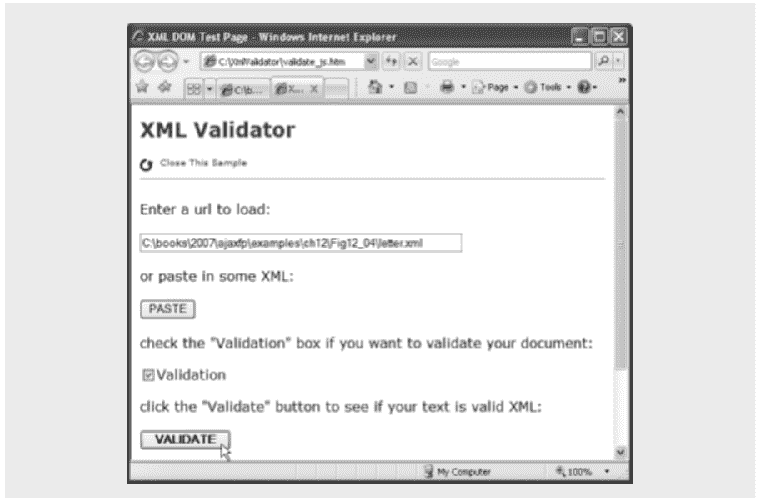 XML DOM Test Page - Windows Internet Explorer
C:\XmlValidator\validate_js.htm
Google
C:\b... X... Page Tools
XML Validator
Close This Sample
Enter a url to load:
C:\books\2007\ajaxfp\examples\ch12\Fig12_04\letter.xml
or paste in some XML:
PASTE
check the "Validation" box if you want to validate your document:
Validation
click the "Validate" button to see if your text is valid XML:
VALIDATE
My Computer 100%